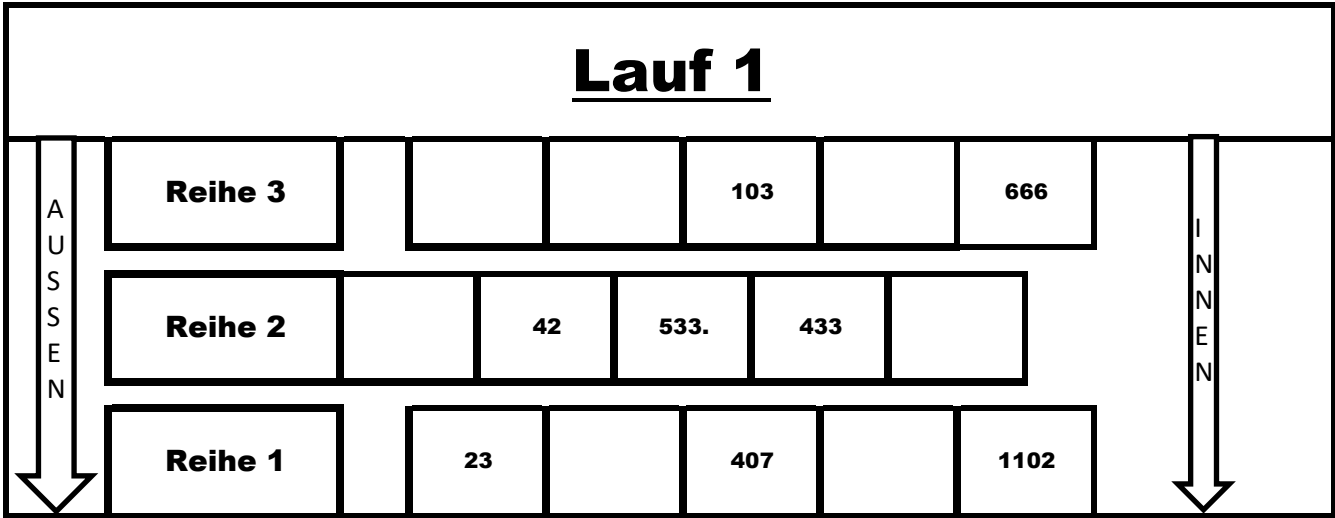 Lauf 1
AUSSEN
Reihe 3 103 666
Reihe 2 42 533. 433
Reihe 1 23 407 1102
INNEN